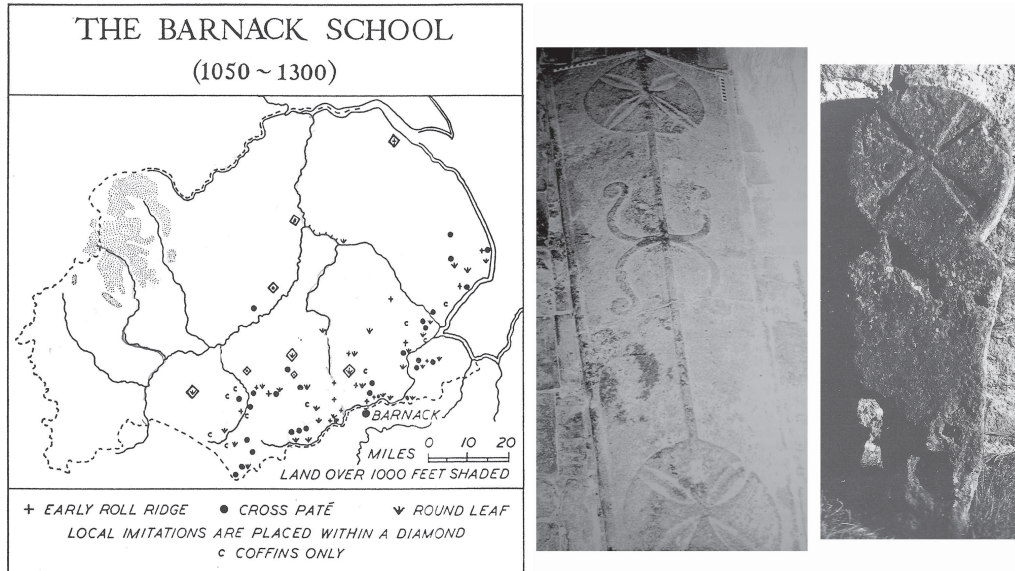 THE BARNACK SCHOOL
(1050 ~ 1300)
BARNACK
0 10 20
MILES
LAND OVER 1000 FEET SHADED
+ EARLY ROLL RIDGE ● CROSS PATÉ ROUND LEAF
LOCAL IMITATIONS ARE PLACED WITHIN A DIAMOND
C COFFINS ONLY